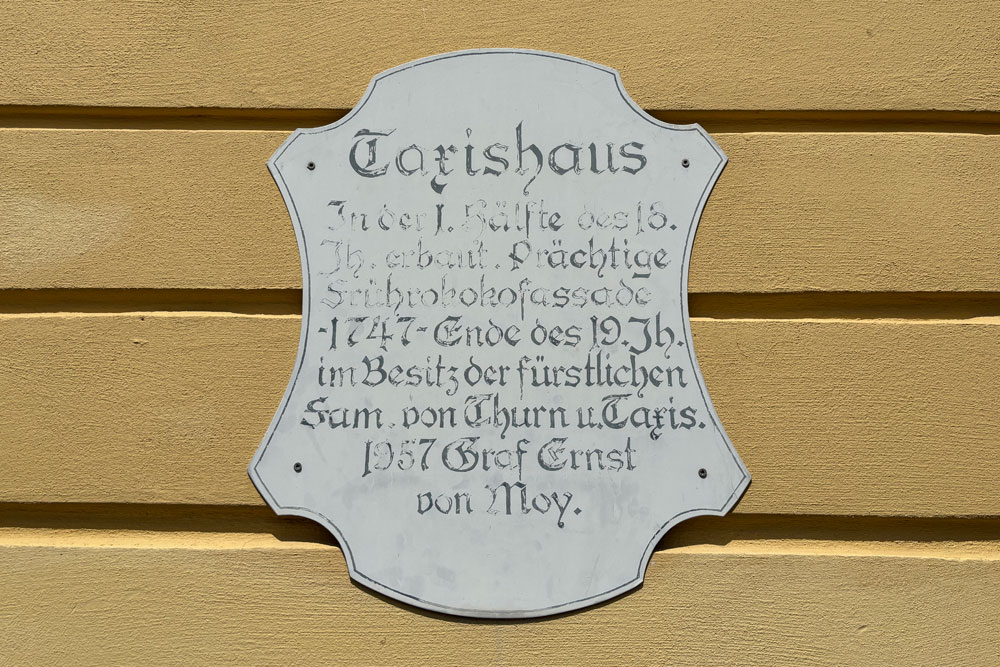 Taxishaus
In der 1. Hälfte des 18.
Jh. erbaut. Prächtige
Frührokokofassade
-1747- Ende des 19. Jh.
im Besitz der fürstlichen
Fam. von Thurn u. Taxis.
1957 Graf Ernst
von Moy.